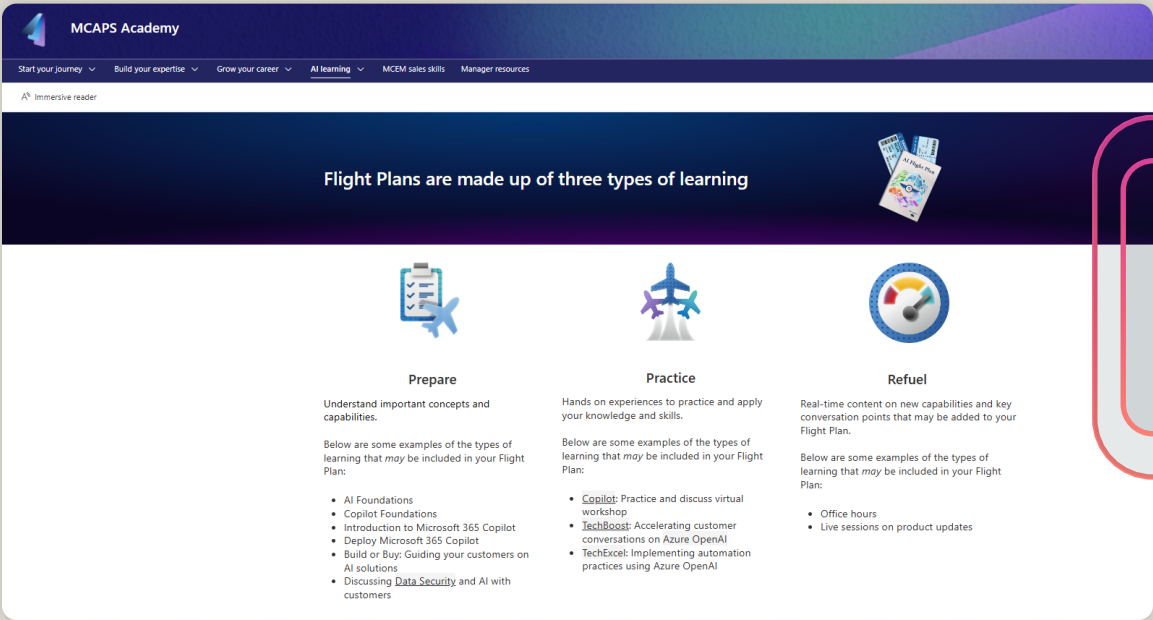 MCAPS Academy
Start your journey
Build your expertise
Grow your career
AI learning
MCEM sales skills
Manager resources
Immersive reader
Flight Plans are made up of three types of learning
AI Flight Plan
Prepare
Understand important concepts and
capabilities.
Below are some examples of the types of
learning that may be included in your Flight
Plan:
• AI Foundations
• Copilot Foundations
• Introduction to Microsoft 365 Copilot
• Deploy Microsoft 365 Copilot
• Build or Buy: Guiding your customers on
AI solutions
• Discussing Data Security and AI with
customers
Practice
Hands on experiences to practice and apply
your knowledge and skills.
Below are some examples of the types of
learning that may be included in your Flight
Plan:
• Copilot: Practice and discuss virtual
workshop
• TechBoost: Accelerating customer
conversations on Azure OpenAI
• TechExcel: Implementing automation
practices using Azure OpenAI
Refuel
Real-time content on new capabilities and key
conversation points that may be added to your
Flight Plan.
Below are some examples of the types of
learning that may be included in your Flight
Plan:
• Office hours
• Live sessions on product updates